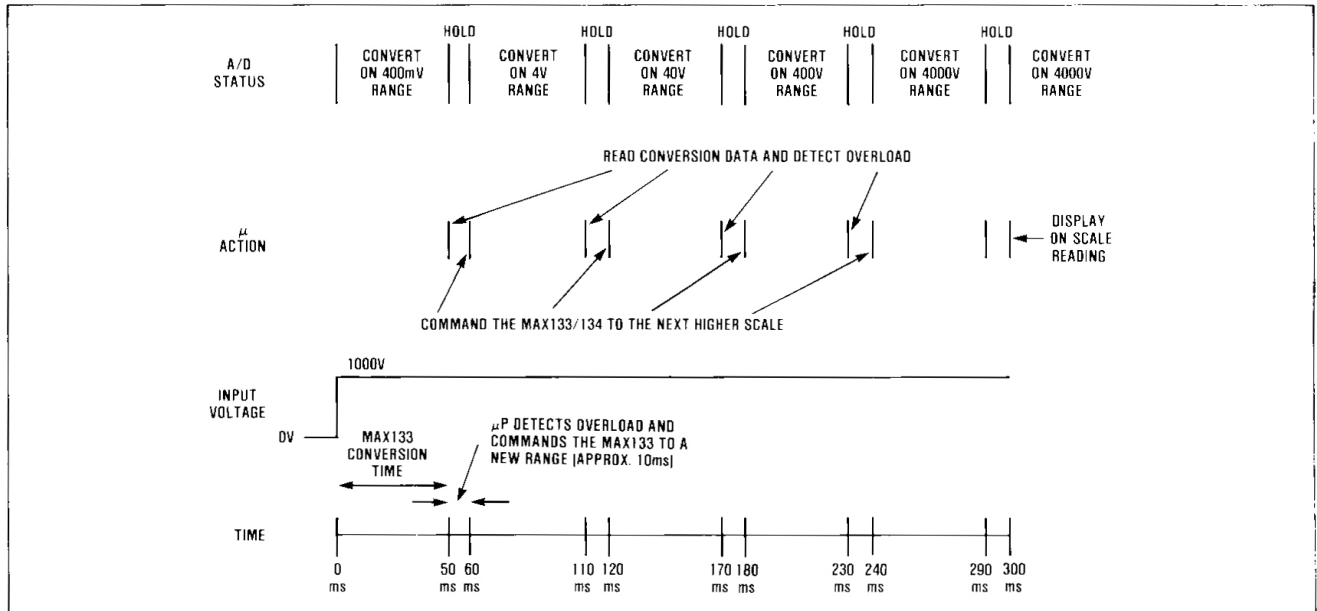 HOLD HOLD HOLD HOLD HOLD
A/D
STATUS
CONVERT
ON 400mV
RANGE
CONVERT
ON 4V
RANGE
CONVERT
ON 40V
RANGE
CONVERT
ON 400V
RANGE
CONVERT
ON 4000V
RANGE
CONVERT
ON 4000V
RANGE
READ CONVERSION DATA AND DETECT OVERLOAD
μ
ACTION
DISPLAY
ON SCALE
READING
COMMAND THE MAX133/134 TO THE NEXT HIGHER SCALE
1000V
INPUT
VOLTAGE
0V
MAX133
CONVERSION
TIME
μP DETECTS OVERLOAD AND
COMMANDS THE MAX133 TO A
NEW RANGE (APPROX. 10ms)
TIME
0 50 60 110 120 170 180 230 240 290 300
ms ms ms ms ms ms ms ms ms ms ms